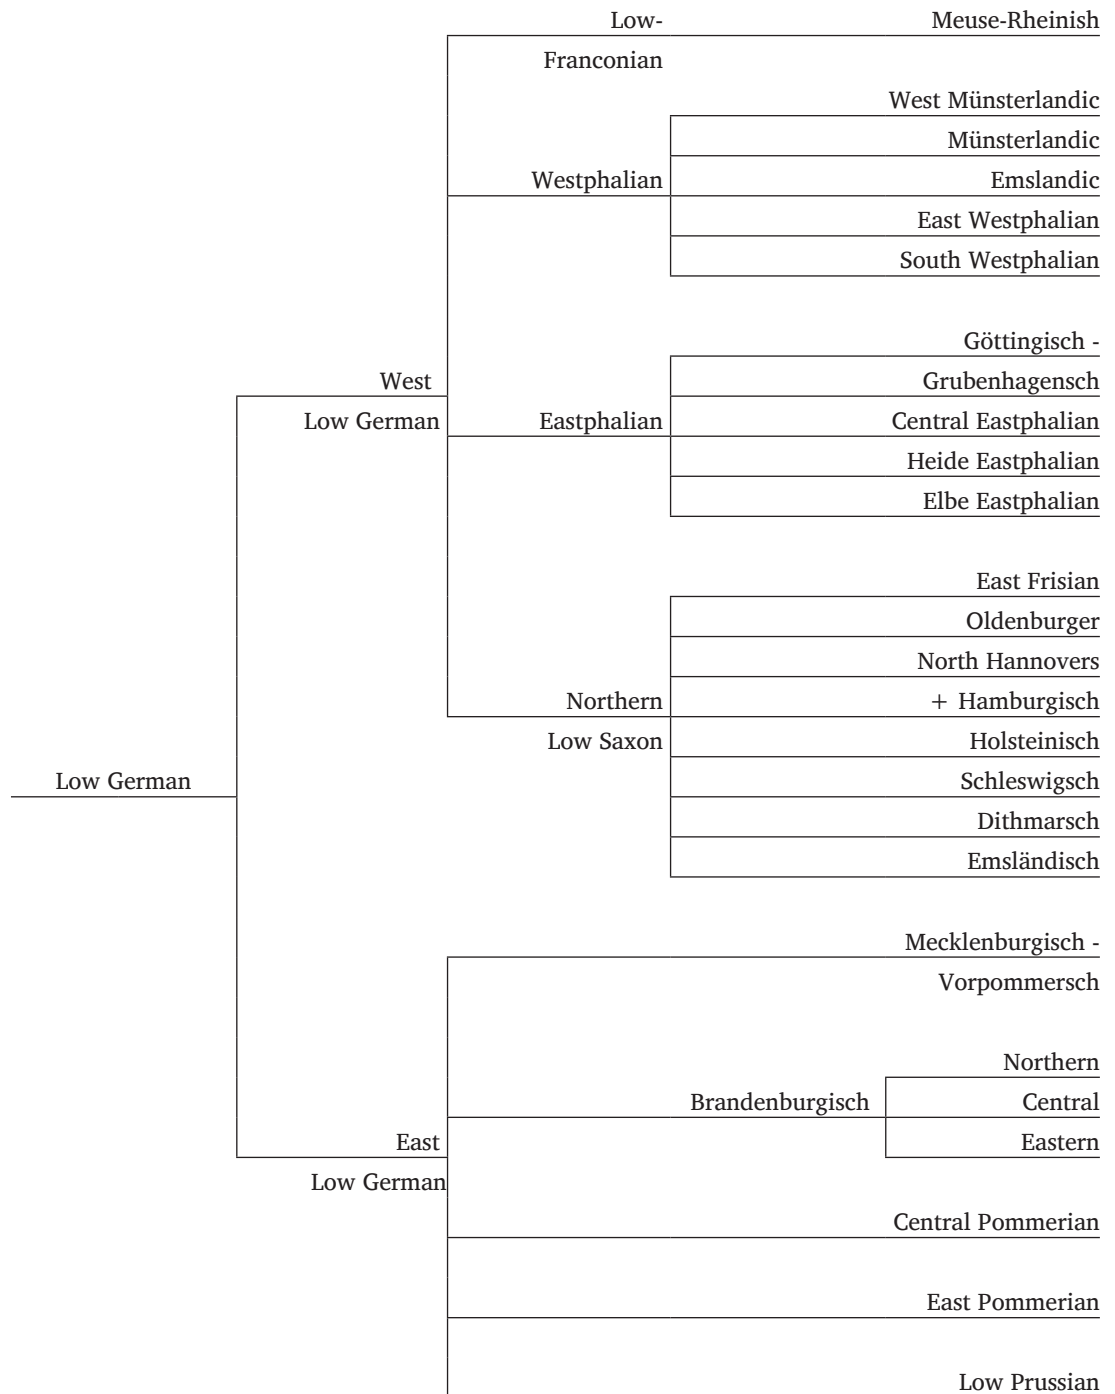 Low- Meuse-Rheinish
Franconian
West Münsterlandic
Münsterlandic
Westphalian Emslandic
East Westphalian
South Westphalian
Göttingisch -
West Grubenhagensch
Low German Eastphalian Central Eastphalian
Heide Eastphalian
Elbe Eastphalian
East Frisian
Oldenburger
North Hannovers
Northern + Hamburgisch
Low Saxon Holsteinisch
Low German Schleswigsch
Dithmarsch
Emsländisch
Mecklenburgisch -
Vorpommersch
Northern
Brandenburgisch Central
East Eastern
Low German
Central Pommerian
East Pommerian
Low Prussian